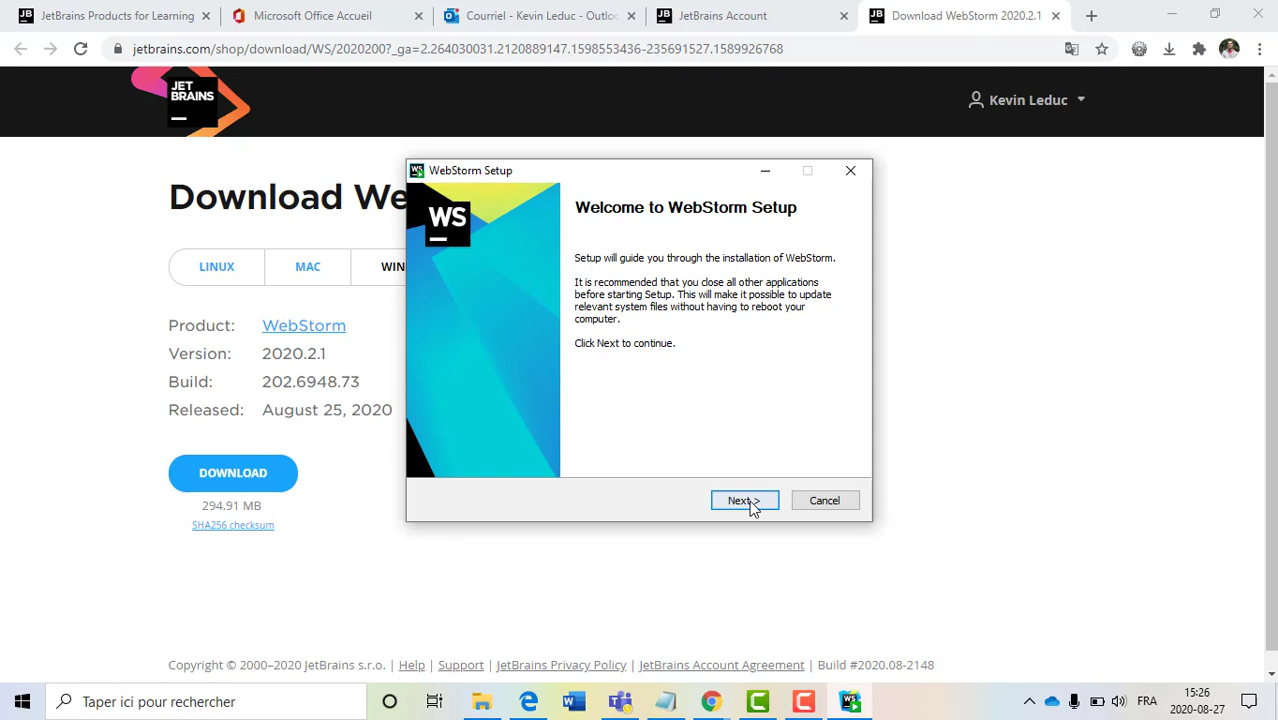 JetBrains Products for Learning
Microsoft Office Accueil
Courriel - Kevin Leduc - Outlo
JetBrains Account
Download WebStorm 2020.2.1
jetbrains.com/shop/download/WS/2020200?_ga=2.264030031.2120889147.1598553436-235691527.1589926768
JET
BRAINS
Kevin Leduc
Download We
LINUX
MAC
WIN
Product: WebStorm
Version: 2020.2.1
Build: 202.6948.73
Released: August 25, 2020
DOWNLOAD
294.91 MB
SHA256 checksum
WebStorm Setup
WS
Welcome to WebStorm Setup
Setup will guide you through the installation of WebStorm.
It is recommended that you close all other applications
before starting Setup. This will make it possible to update
relevant system files without having to reboot your
computer.
Click Next to continue.
Next >
Cancel
Copyright © 2000–2020 JetBrains s.r.o. | Help | Support | JetBrains Privacy Policy | JetBrains Account Agreement | Build #2020.08-2148
Taper ici pour rechercher
FRA
15:26
2020-08-27